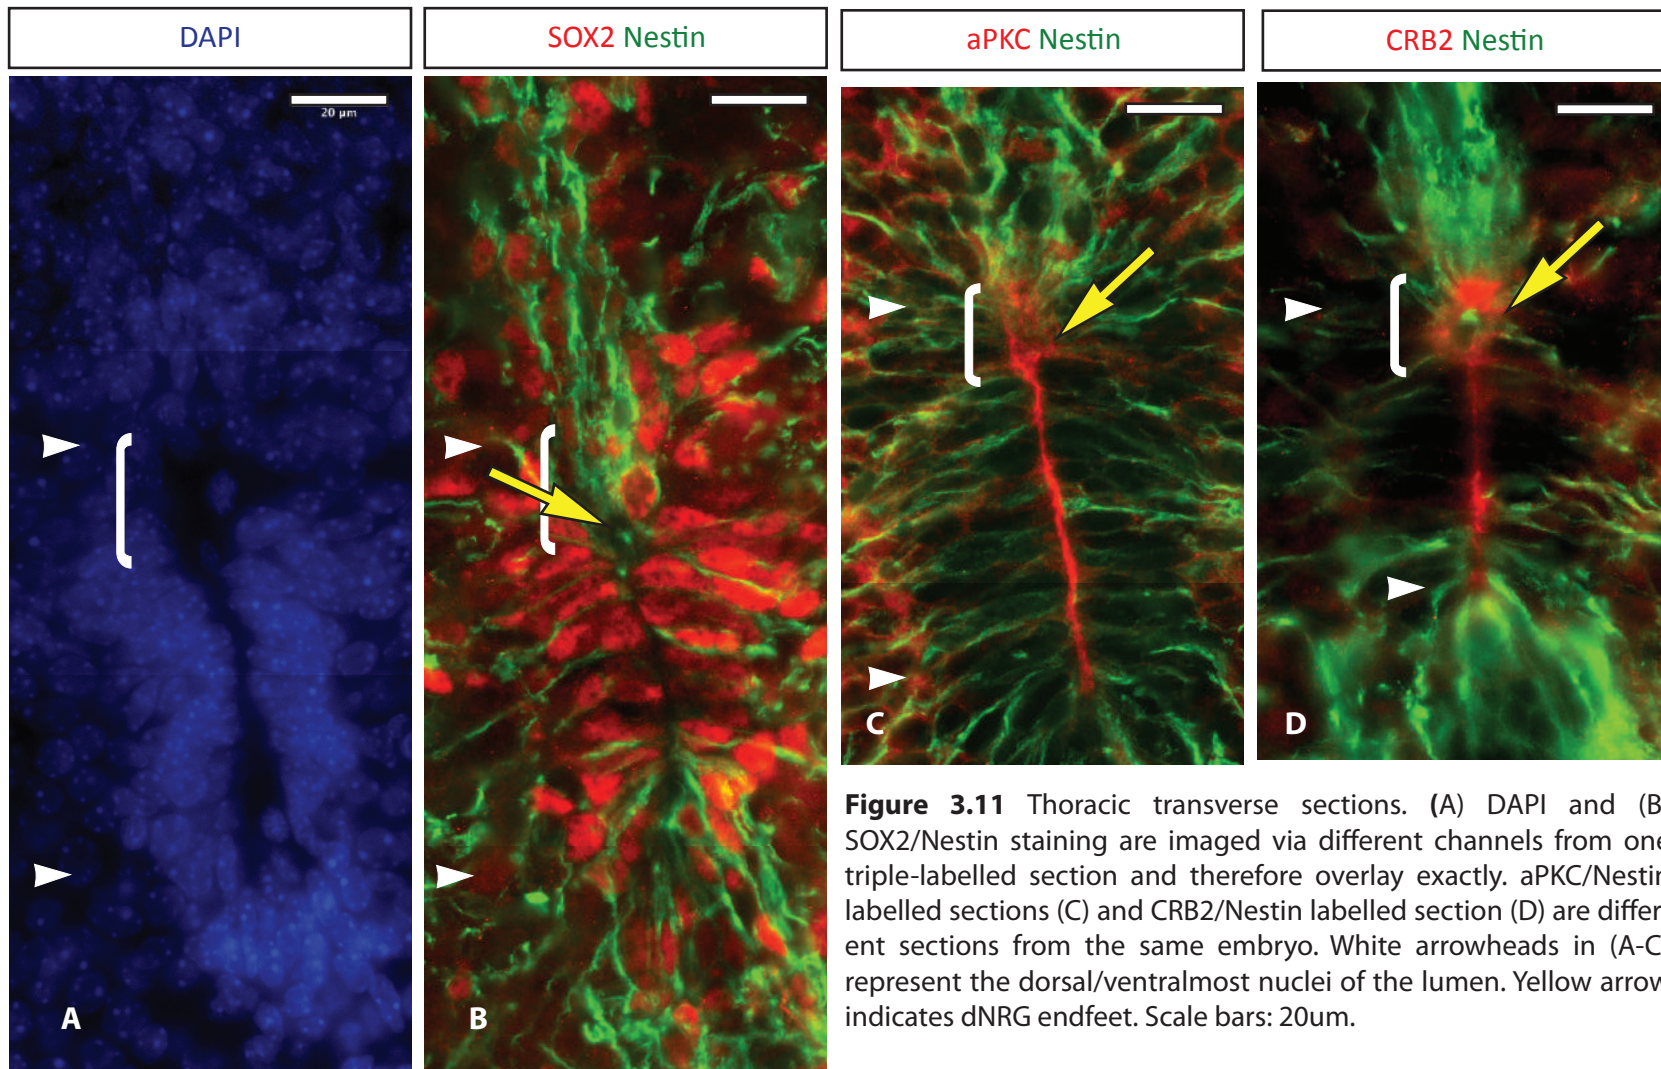 DAPI
SOX2 Nestin
aPKC Nestin
CRB2 Nestin
20 µm
A
B
C
D
Figure 3.11 Thoracic transverse sections. (A) DAPI and (B
SOX2/Nestin staining are imaged via different channels from one
triple-labelled section and therefore overlay exactly. aPKC/Nestin
labelled sections (C) and CRB2/Nestin labelled section (D) are differ
ent sections from the same embryo. White arrowheads in (A-C
represent the dorsal/ventralmost nuclei of the lumen. Yellow arrow
indicates dNRG endfeet. Scale bars: 20um.